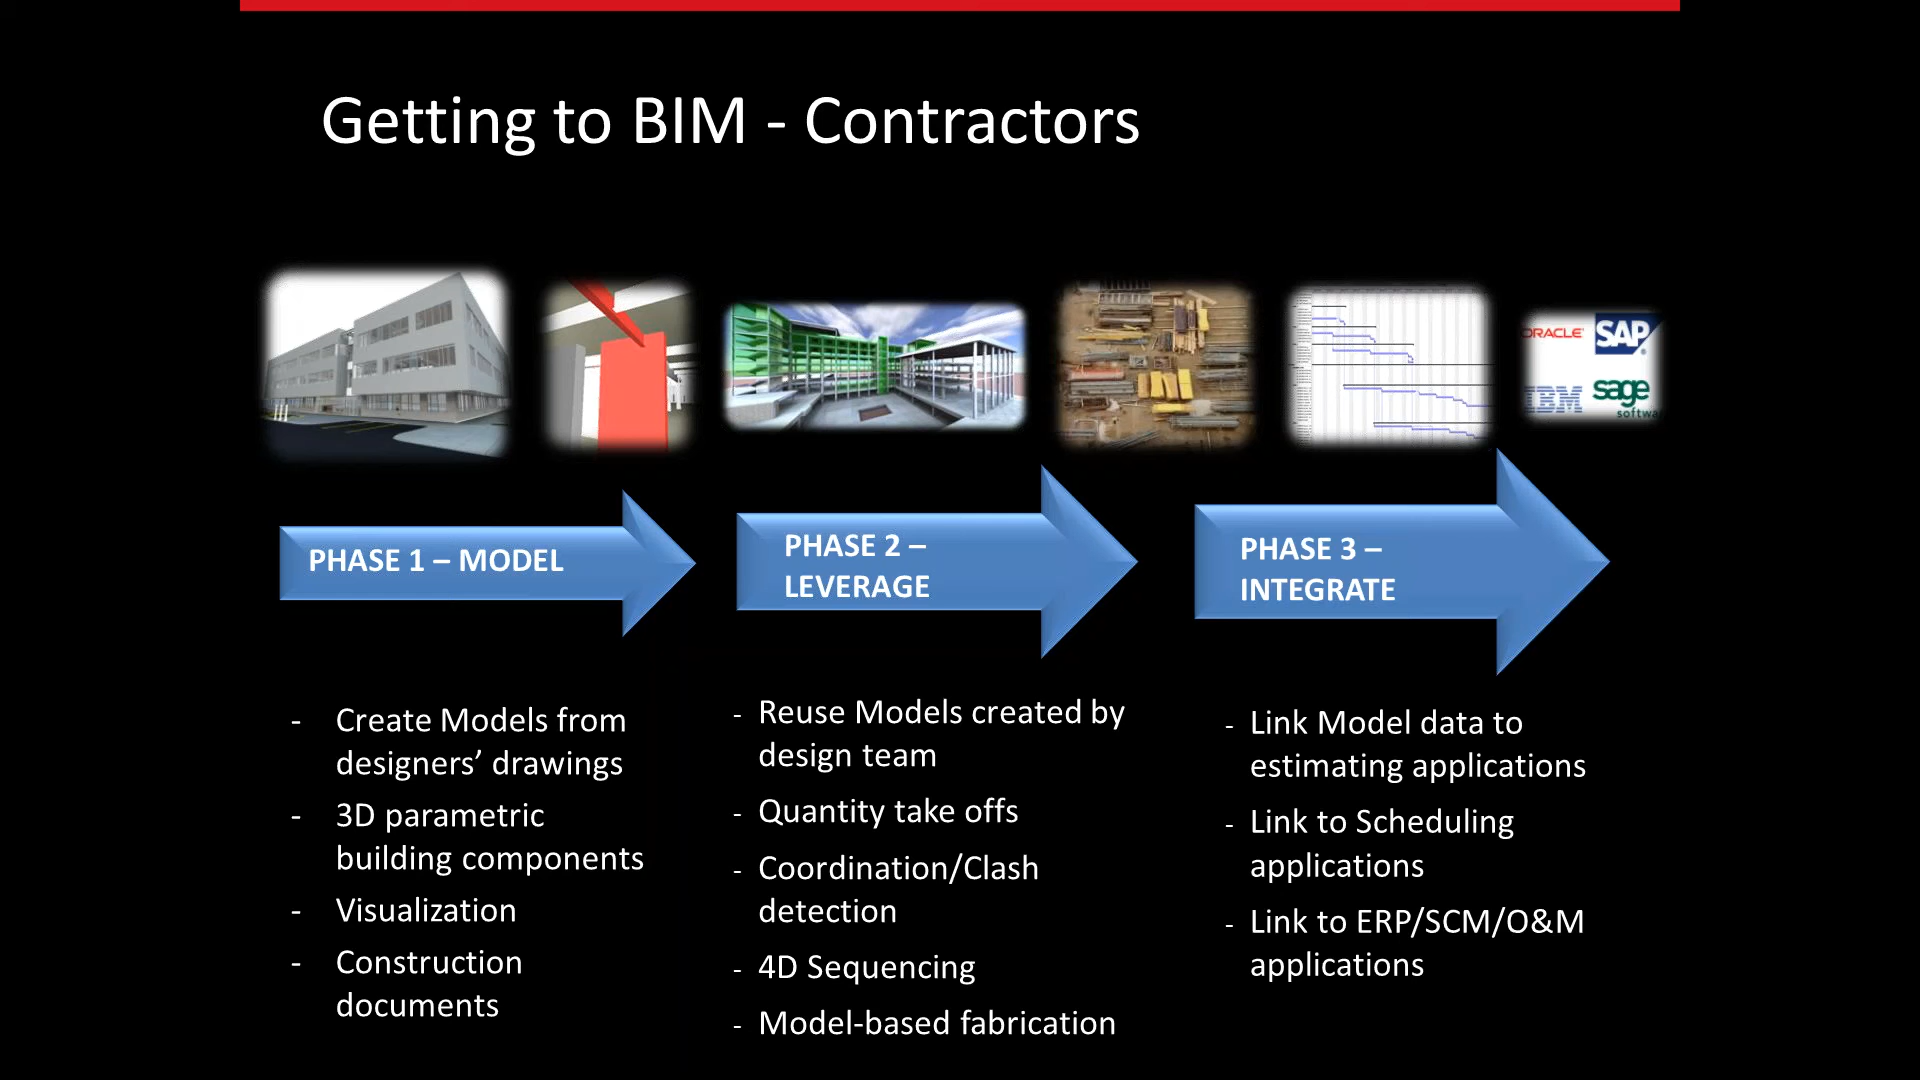 Getting to BIM - Contractors
ORACLE
SAP
IBM
sage
softwa
PHASE 1 – MODEL
PHASE 2 –
LEVERAGE
PHASE 3 –
INTEGRATE
- Create Models from
designers’ drawings
- 3D parametric
building components
- Visualization
- Construction
documents
- Reuse Models created by
design team
- Quantity take offs
- Coordination/Clash
detection
- 4D Sequencing
- Model-based fabrication
- Link Model data to
estimating applications
- Link to Scheduling
applications
- Link to ERP/SCM/O&M
applications